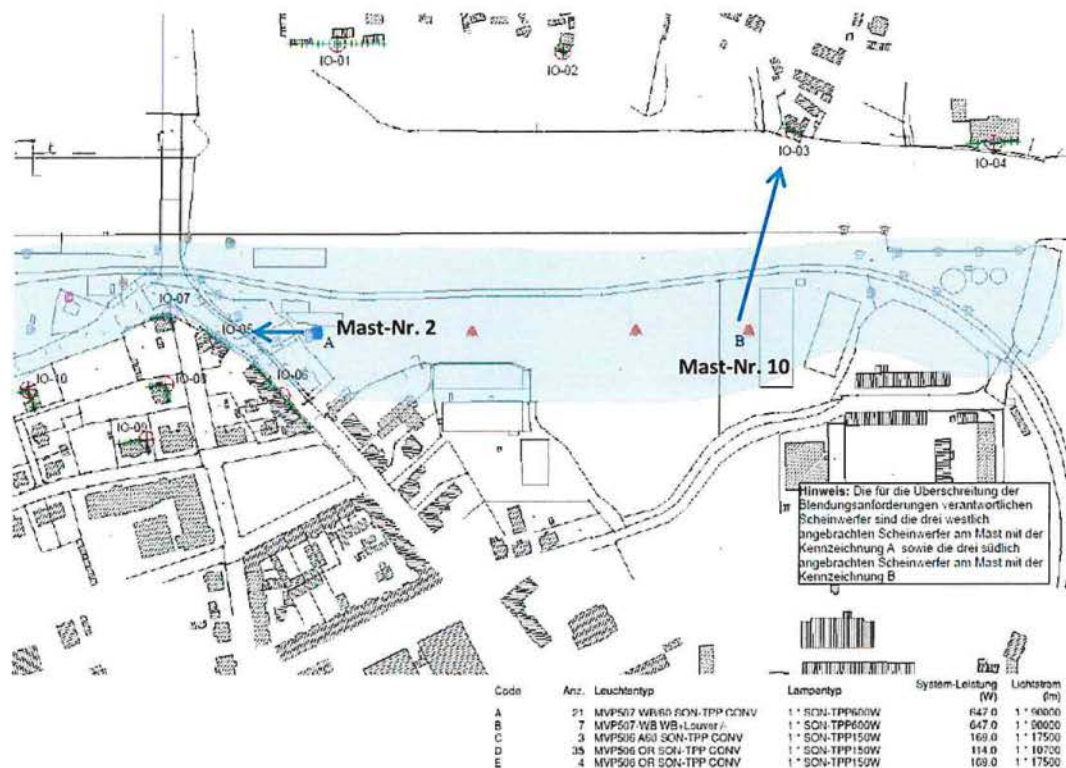 IO-01
IO-02
IO-03
IO-04
IO-07
IO-05
A
Mast-Nr. 2
B
Mast-Nr. 10
IO-10
IO-08
IO-06
IO-09
Hinweis: Die für die Überschreitung der
Blendungsanforderungen verantwortlichen
Scheinwerfer sind die drei westlich
angebrachten Scheinwerfer am Mast mit der
Kennzeichnung A sowie die drei südlich
angebrachten Scheinwerfer am Mast mit der
Kennzeichnung B
Code Anz. Leuchtentyp Lampentyp System-Leistung (W) Lichtstrom (lm)
A 21 MVP507 WB/60 SON-TPP CONV 1 * SON-TPP600W 647.0 1 * 90000
B 7 MVP507-WB WB+Louver /- 1 * SON-TPP600W 647.0 1 * 90000
C 3 MVP506 A60 SON-TPP CONV 1 * SON-TPP150W 169.0 1 * 17500
D 35 MVP506 OR SON-TPP CONV 1 * SON-TPP150W 114.0 1 * 10700
E 4 MVP506 OR SON-TPP CONV 1 * SON-TPP150W 169.0 1 * 17500